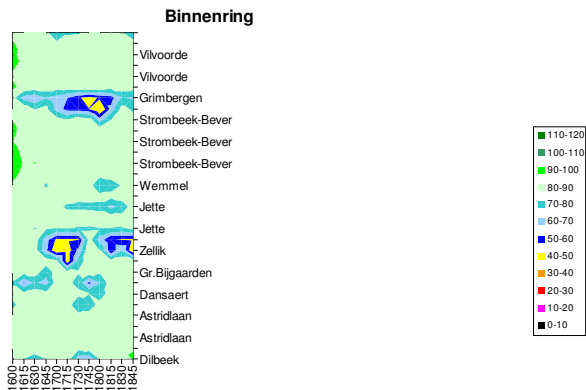 Binnenring
Vilvoorde
Vilvoorde
Grimbergen
Strombeek-Bever
Strombeek-Bever
Strombeek-Bever
Wemmel
Jette
Jette
Zellik
Gr.Bijgaarden
Dansaert
Astridlaan
Astridlaan
Dilbeek
1600
1615
1630
1645
1700
1715
1730
1745
1800
1815
1830
1845
110-120
100-110
90-100
80-90
70-80
60-70
50-60
40-50
30-40
20-30
10-20
0-10